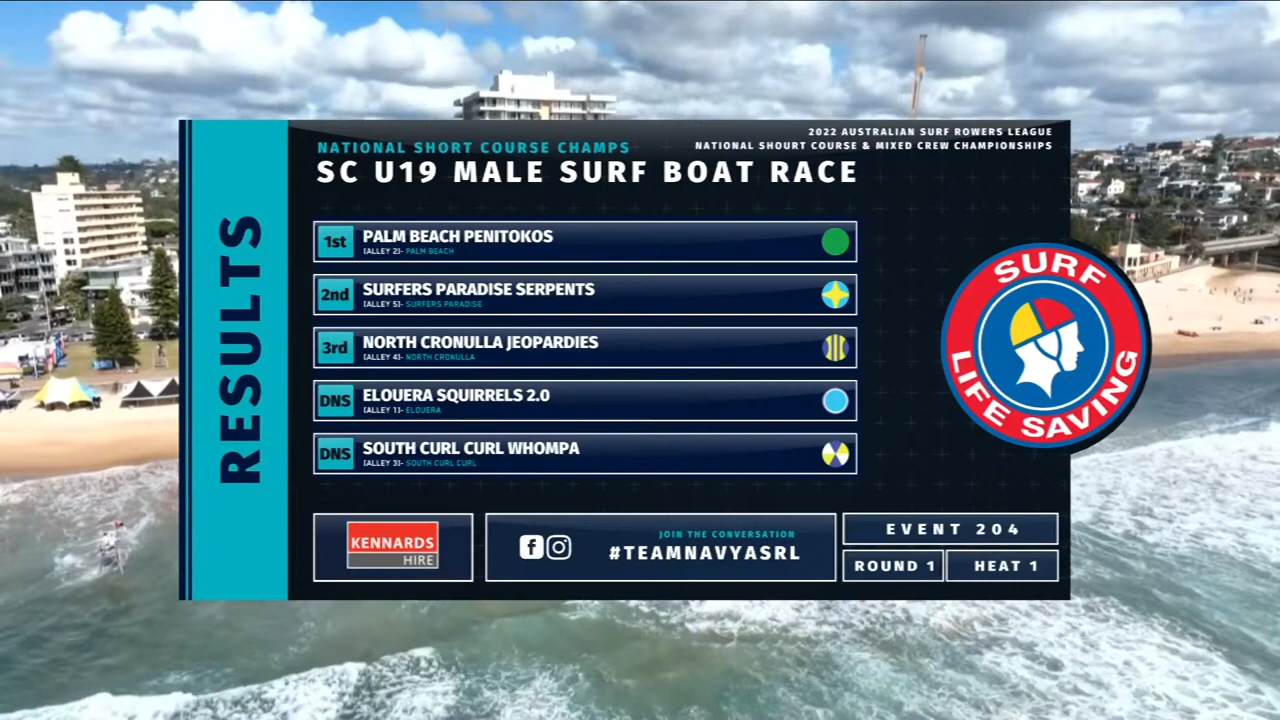 2022 AUSTRALIAN SURF ROWERS LEAGUE
NATIONAL SHOURT COURSE & MIXED CREW CHAMPIONSHIPS
NATIONAL SHORT COURSE CHAMPS
SC U19 MALE SURF BOAT RACE
RESULTS
1st PALM BEACH PENITOKOS
(ALLEY 2)- PALM BEACH
2nd SURFERS PARADISE SERPENTS
(ALLEY 5)- SURFERS PARADISE
3rd NORTH CRONULLA JEOPARDIES
(ALLEY 4)- NORTH CRONULLA
DNS ELOUERA SQUIRRELS 2.0
(ALLEY 1)- ELOUERA
DNS SOUTH CURL CURL WHOMPA
(ALLEY 3)- SOUTH CURL CURL
SURF
LIFE SAVING
KENNARDS
HIRE
JOIN THE CONVERSATION
#TEAMNAVYASRL
EVENT 204
ROUND 1
HEAT 1